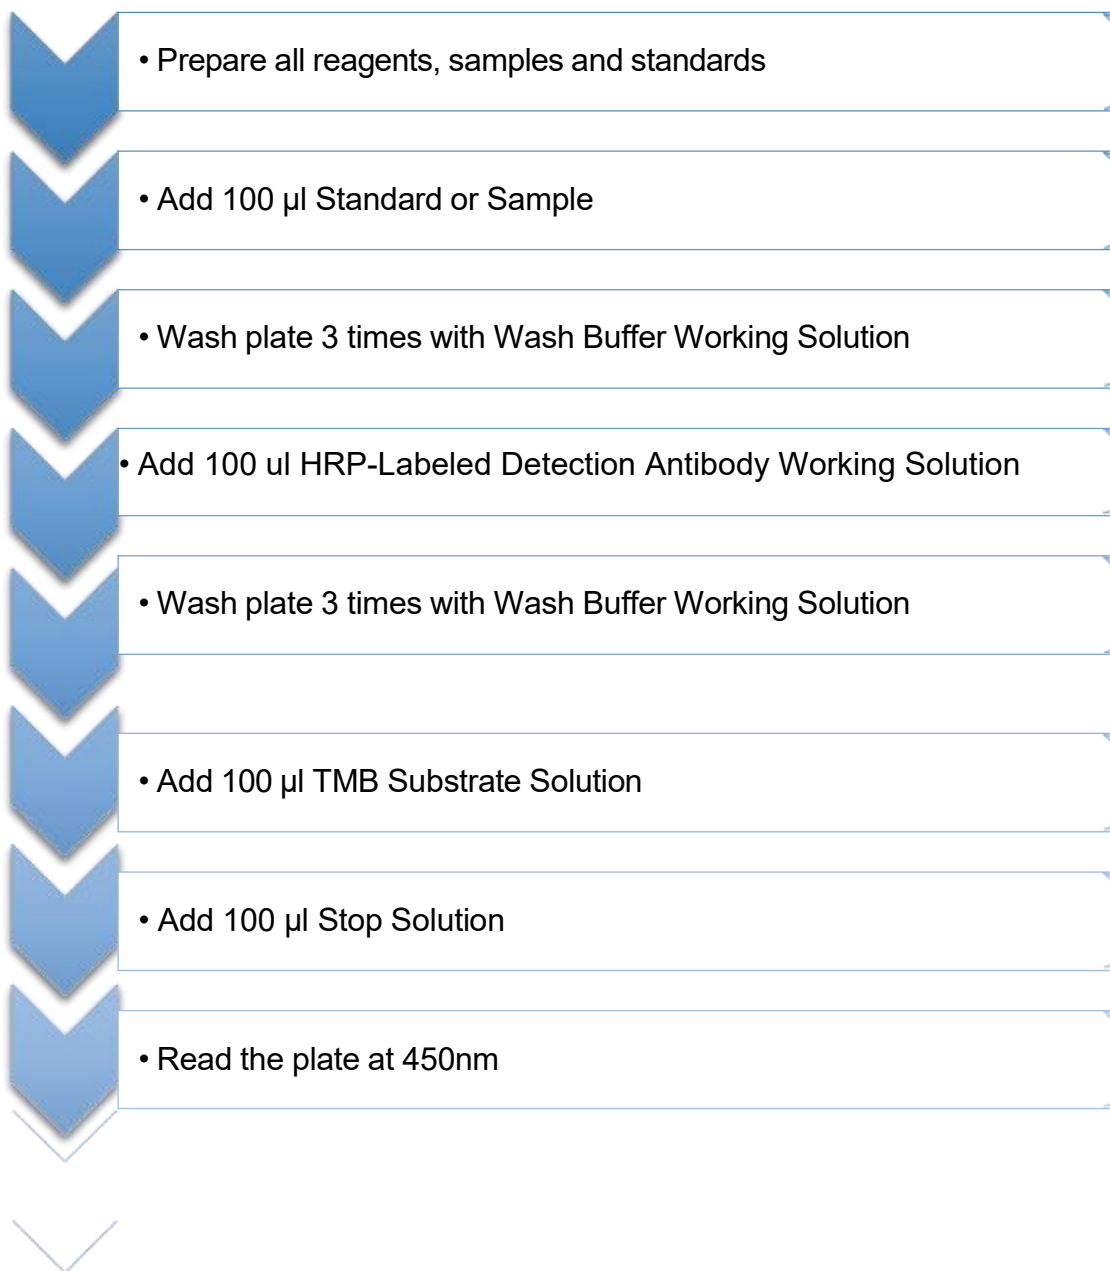 • Prepare all reagents, samples and standards
• Add 100 µl Standard or Sample
• Wash plate 3 times with Wash Buffer Working Solution
• Add 100 ul HRP-Labeled Detection Antibody Working Solution
• Wash plate 3 times with Wash Buffer Working Solution
• Add 100 µl TMB Substrate Solution
• Add 100 µl Stop Solution
• Read the plate at 450nm